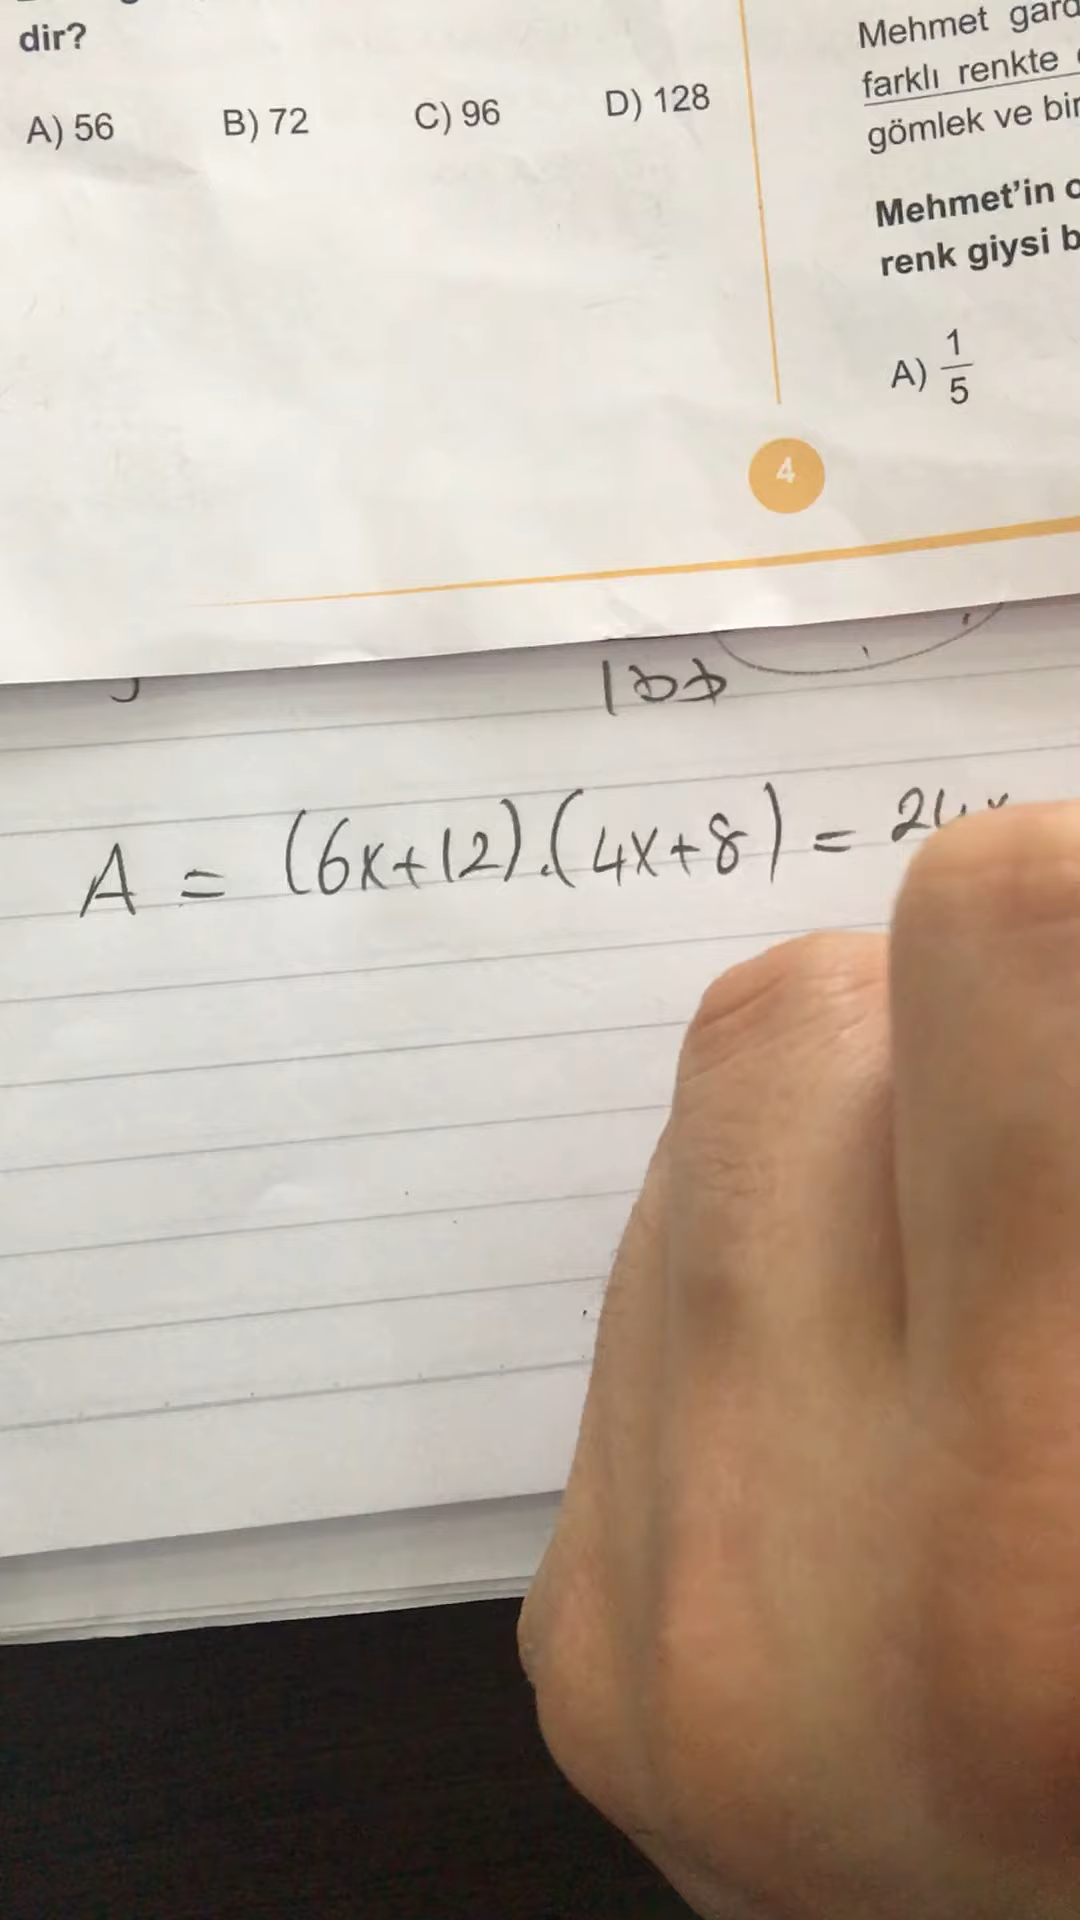 dir?
A) 56 B) 72 C) 96 D) 128
Mehmet
farklı renkte
gömlek ve
Mehmet'in
renk giysi
A) 1/5
4
A = (6x+12).(4x+8) =